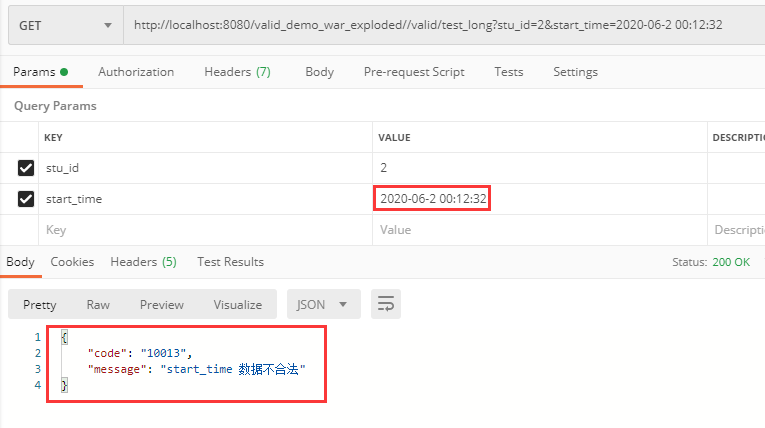 GET http://localhost:8080/valid_demo_war_exploded//valid/test_long?stu_id=2&start_time=2020-06-2 00:12:32
Params Authorization Headers (7) Body Pre-request Script Tests Settings
Query Params
KEY VALUE DESCRIPTI
stu_id 2
start_time 2020-06-2 00:12:32
Key Value Descripti
Body Cookies Headers (5) Test Results Status: 200 OK
Pretty Raw Preview Visualize JSON
1 {
2 "code": "10013",
3 "message": "start_time 数据不合法"
4 }